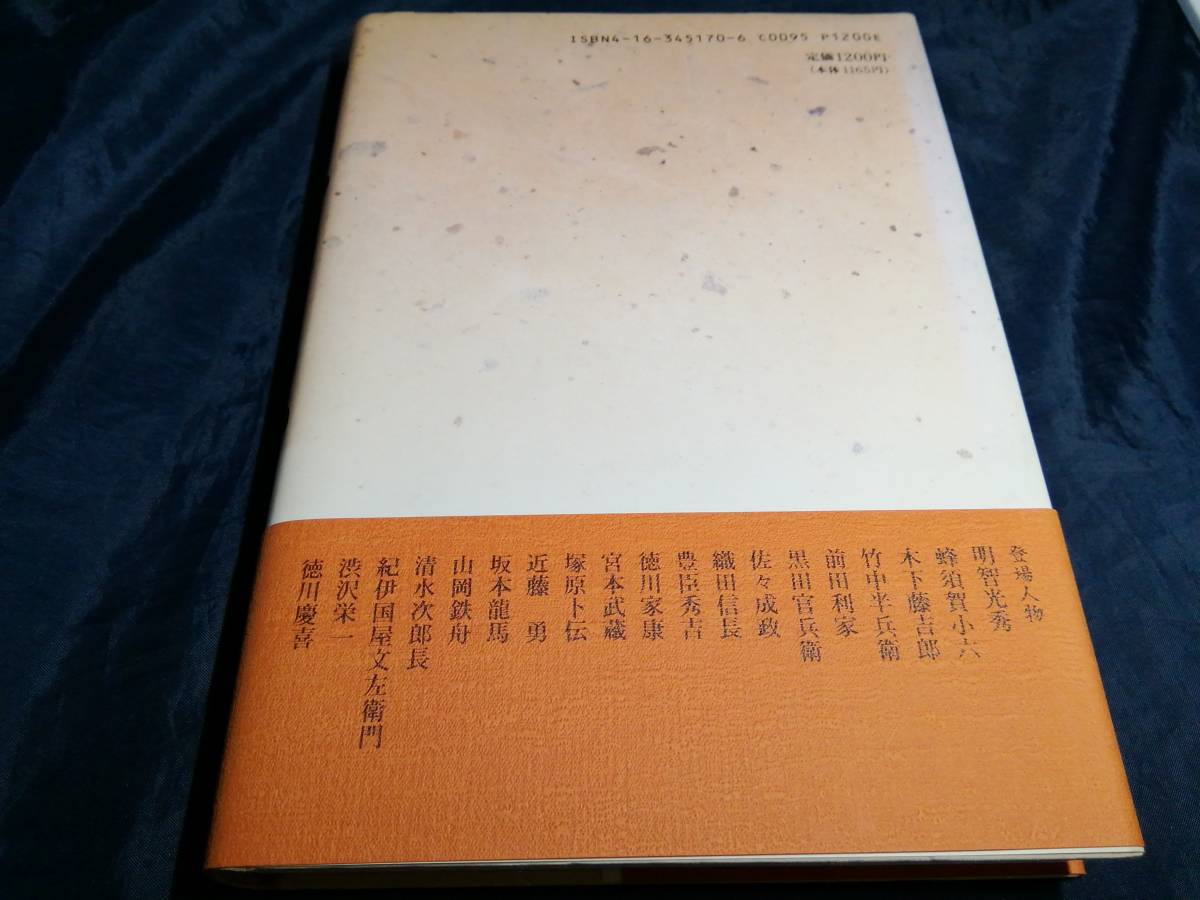 ISBN4-16-345170-6 C0095 P1200E
定価1200円
（本体1165円）
登場人物
明智光秀
蜂須賀小六
木下藤吉郎
竹中半兵衛
前田利家
黒田官兵衛
佐々成政
織田信長
豊臣秀吉
徳川家康
宮本武蔵
塚原卜伝
近藤　勇
坂本龍馬
山岡鉄舟
清水次郎長
紀伊国屋文左衛門
渋沢栄一
徳川慶喜